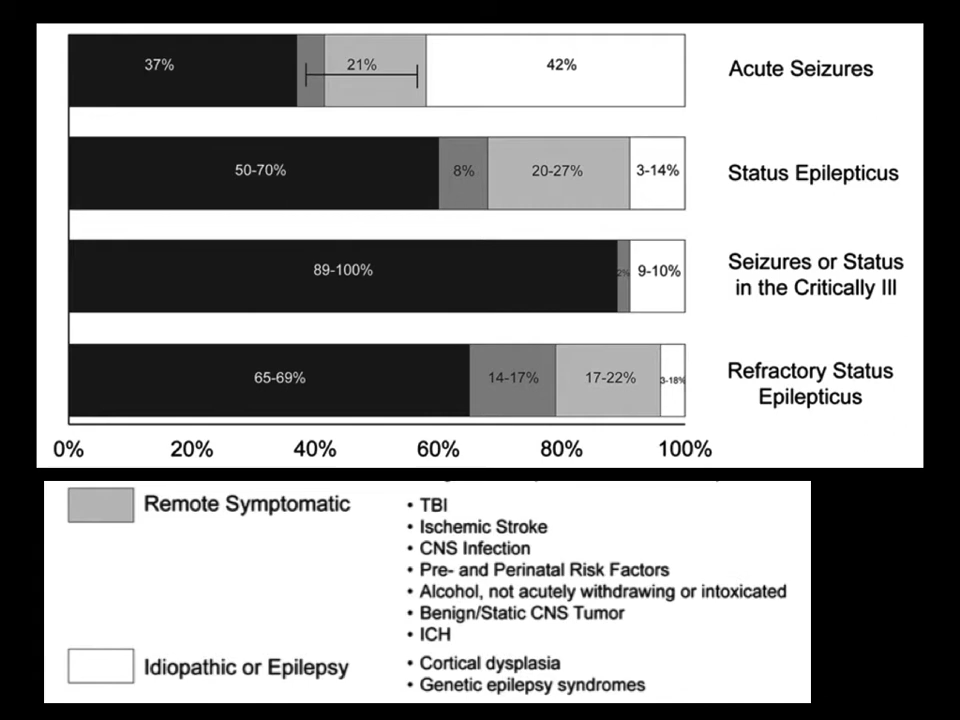 37%
21%
42%
Acute Seizures
50-70%
8%
20-27%
3-14%
Status Epilepticus
89-100%
2%
9-10%
Seizures or Status
in the Critically Ill
65-69%
14-17%
17-22%
3-18%
Refractory Status
Epilepticus
0%
20%
40%
60%
80%
100%
Remote Symptomatic
• TBI
• Ischemic Stroke
• CNS Infection
• Pre- and Perinatal Risk Factors
• Alcohol, not acutely withdrawing or intoxicated
• Benign/Static CNS Tumor
• ICH
Idiopathic or Epilepsy
• Cortical dysplasia
• Genetic epilepsy syndromes